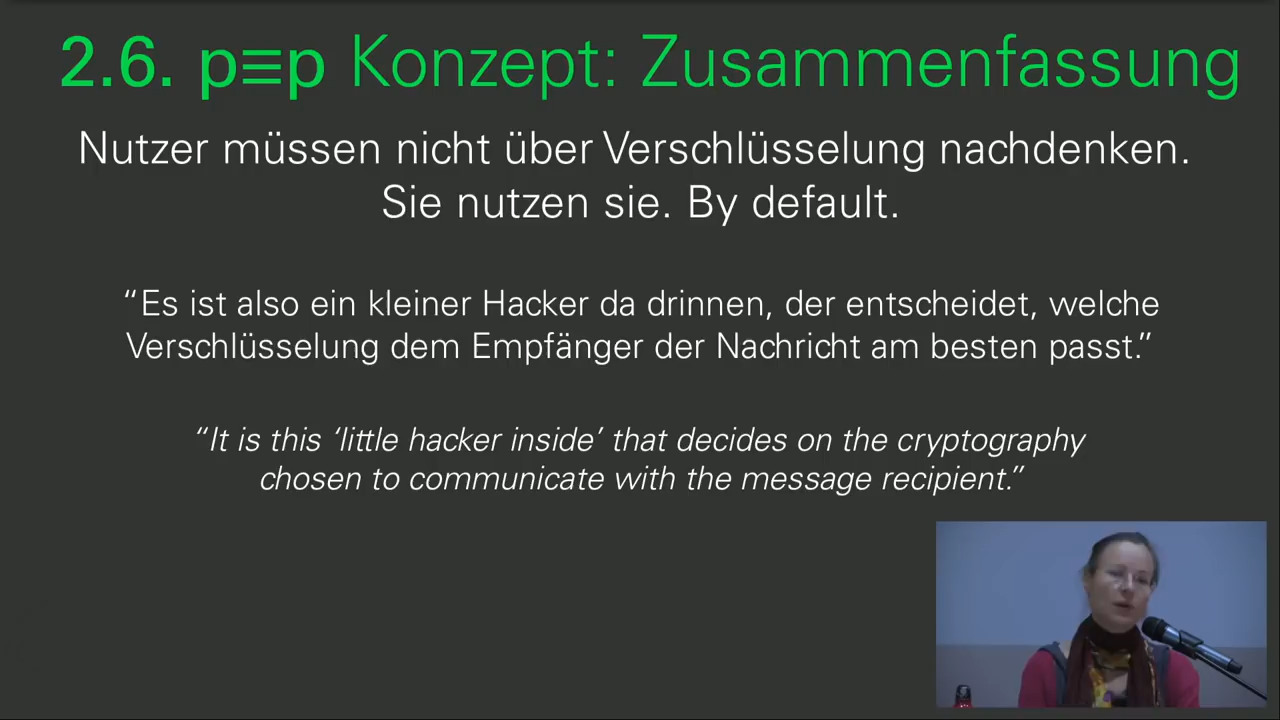 2.6. p≡p Konzept: Zusammenfassung
Nutzer müssen nicht über Verschlüsselung nachdenken.
Sie nutzen sie. By default.
“Es ist also ein kleiner Hacker da drinnen, der entscheidet, welche
Verschlüsselung dem Empfänger der Nachricht am besten passt.”
“It is this ‘little hacker inside’ that decides on the cryptography
chosen to communicate with the message recipient.”